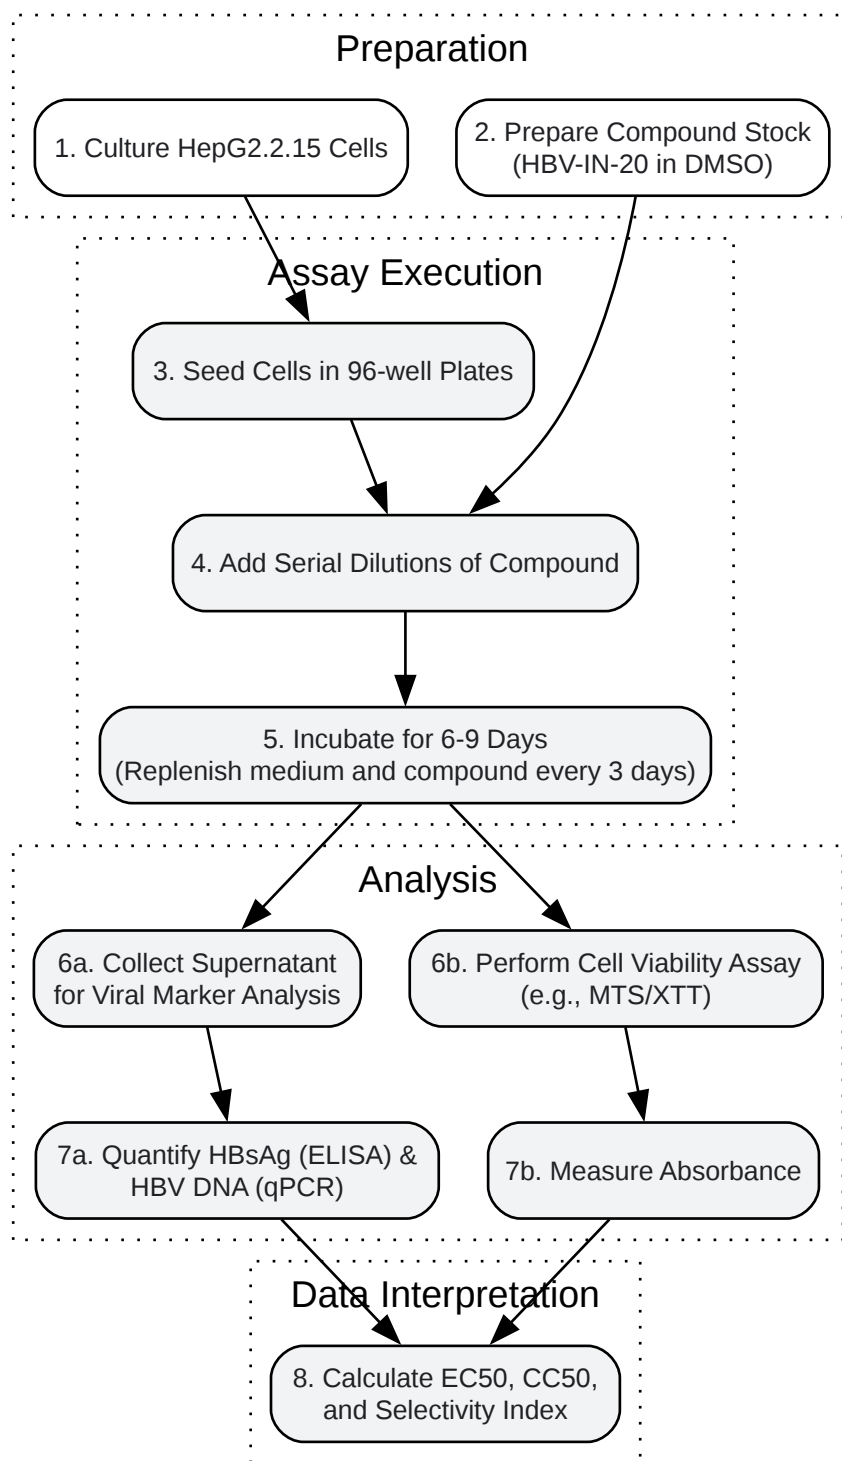 Preparation
1. Culture HepG2.2.15 Cells
2. Prepare Compound Stock
(HBV-IN-20 in DMSO)
Assay Execution
3. Seed Cells in 96-well Plates
4. Add Serial Dilutions of Compound
5. Incubate for 6-9 Days
(Replenish medium and compound every 3 days)
Analysis
6a. Collect Supernatant
for Viral Marker Analysis
6b. Perform Cell Viability Assay
(e.g., MTS/XTT)
7a. Quantify HBsAg (ELISA) &
HBV DNA (qPCR)
7b. Measure Absorbance
Data Interpretation
8. Calculate EC50, CC50,
and Selectivity Index